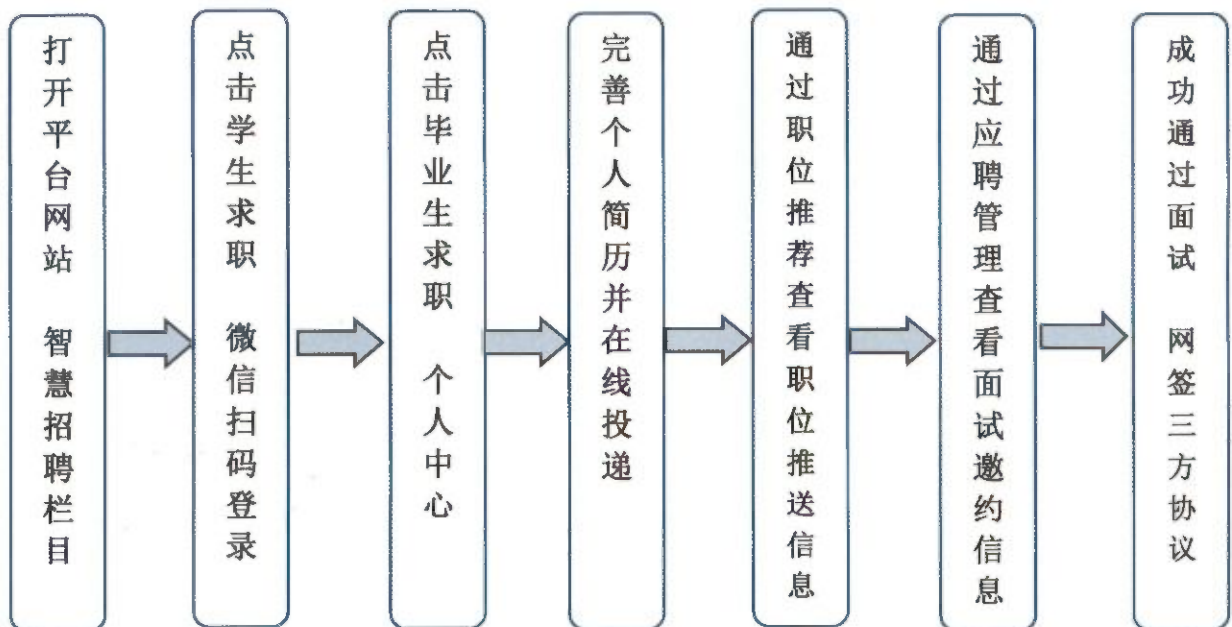 打开平台网站 智慧招聘栏目
点击学生求职 微信扫码登录
点击毕业生求职 个人中心
完善个人简历并在线投递
通过职位推荐查看职位推送信息
通过应聘管理查看面试邀约信息
成功通过面试 网签三方协议